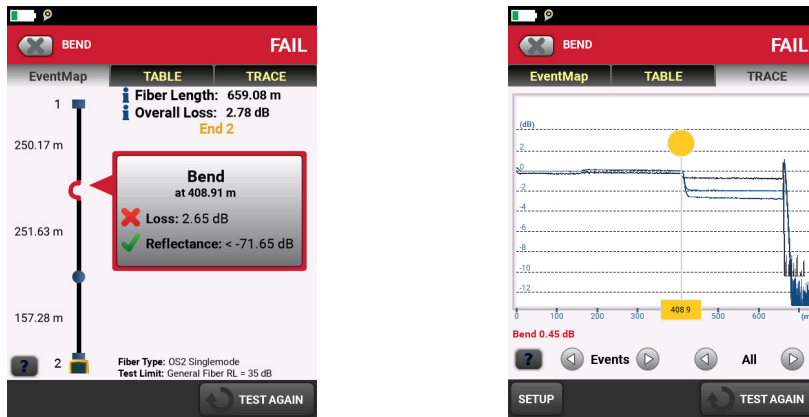 BEND
FAIL
EventMap TABLE TRACE
1
Fiber Length: 659.08 m
Overall Loss: 2.78 dB
End 2
250.17 m
Bend
at 408.91 m
Loss: 2.65 dB
Reflectance: < -71.65 dB
251.63 m
157.28 m
? 2
Fiber Type: OS2 Singlemode
Test Limit: General Fiber RL = 35 dB
TEST AGAIN
BEND
FAIL
EventMap TABLE TRACE
(dB)
2
0
-2
-4
-6
-8
-10
-12
0 100 200 300 408.9 500 600 (m
Bend 0.45 dB
? Events All
SETUP TEST AGAIN